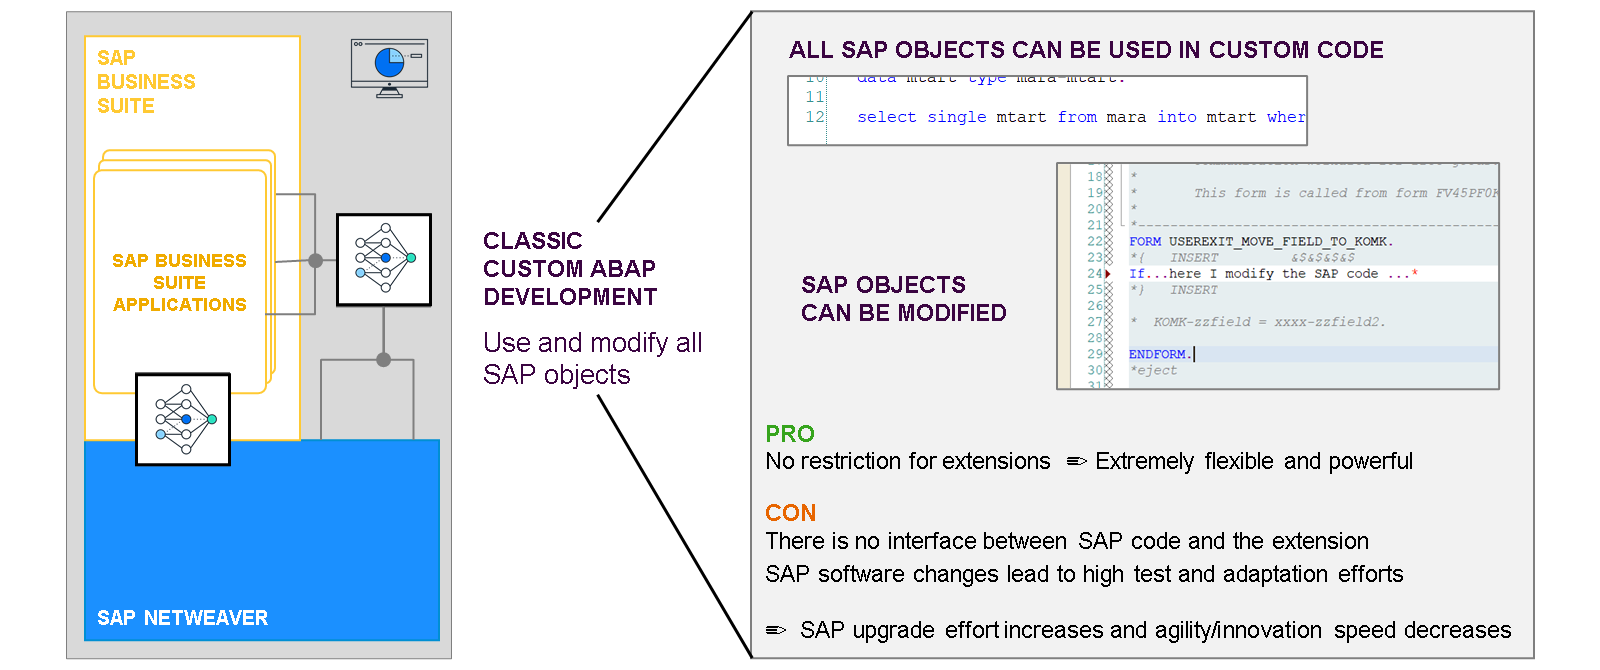 SAP
BUSINESS
SUITE
SAP BUSINESS
SUITE
APPLICATIONS
SAP NETWEAVER
CLASSIC
CUSTOM ABAP
DEVELOPMENT
Use and modify all
SAP objects
ALL SAP OBJECTS CAN BE USED IN CUSTOM CODE
10 data mtart type mara-mtart.
11
12 select single mtart from mara into mtart wher
SAP OBJECTS
CAN BE MODIFIED
18 *
19 * This form is called from form FV45PF0
20 *
21 *------------------------------------------------
22 FORM USEREXIT_MOVE_FIELD_TO_KOMK.
23 *{ INSERT &$&$&$&$
24 If...here I modify the SAP code ...*
25 *} INSERT
26
27 * KOMK-zzfield = xxxx-zzfield2.
28
29 ENDFORM.
30 *eject
31
PRO
No restriction for extensions ✏ Extremely flexible and powerful
CON
There is no interface between SAP code and the extension
SAP software changes lead to high test and adaptation efforts
✏ SAP upgrade effort increases and agility/innovation speed decreases